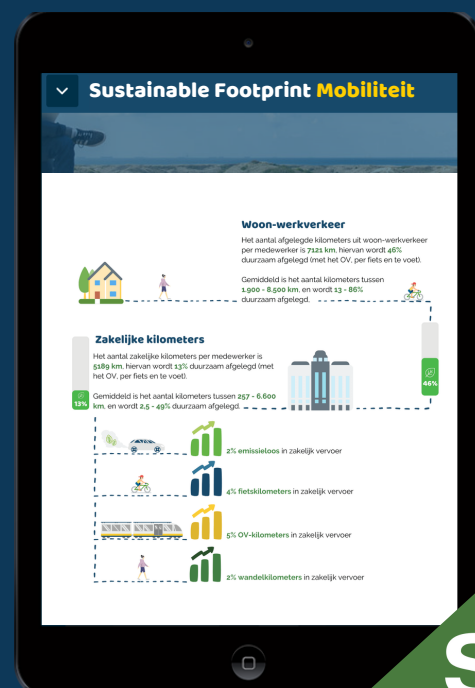 Sustainable Footprint Mobiliteit
Woon-werkverkeer
Het aantal afgelegde kilometers uit woon-werkverkeer
per medewerker is 7121 km, hiervan wordt 46%
duurzaam afgelegd (met het OV, per fiets en te voet).
Gemiddeld is het aantal kilometers tussen
1.900 - 8.500 km, en wordt 13 - 86%
duurzaam afgelegd.
46%
Zakelijke kilometers
Het aantal zakelijke kilometers per medewerker is
5189 km, hiervan wordt 13% duurzaam afgelegd (met
het OV, per fiets en te voet).
Gemiddeld is het aantal kilometers tussen 257 - 6.600
km, en wordt 2,5 - 49% duurzaam afgelegd.
13%
2% emissieloos in zakelijk vervoer
4% fietskilometers in zakelijk vervoer
5% OV-kilometers in zakelijk vervoer
2% wandelkilometers in zakelijk vervoer
S